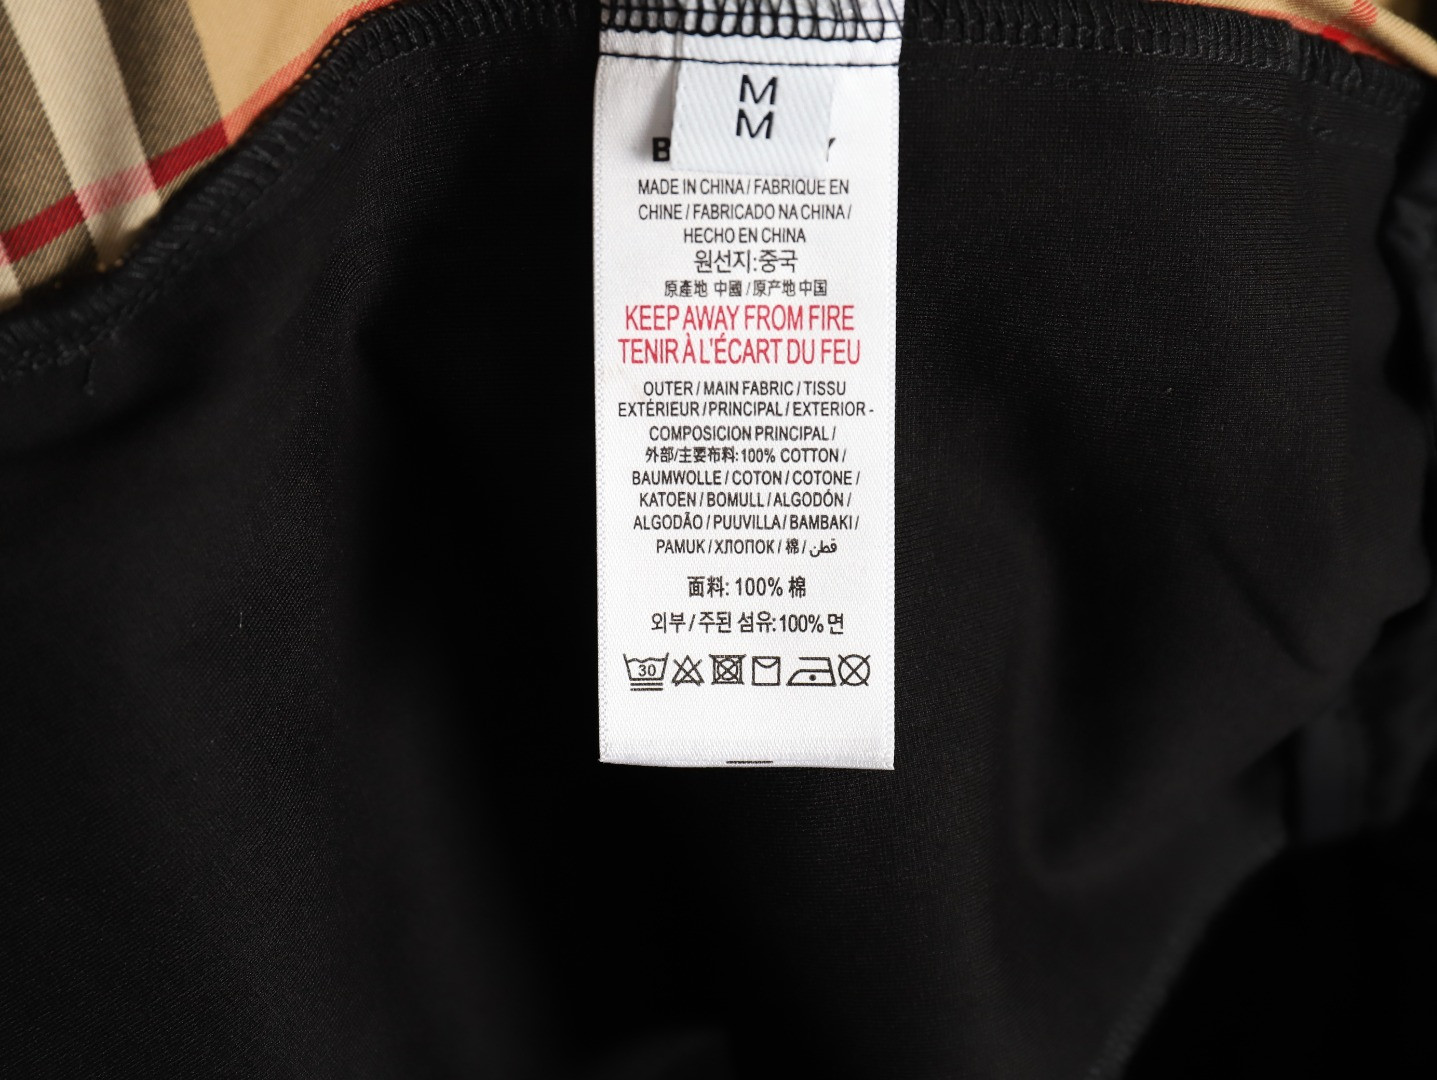 M
M
MADE IN CHINA / FABRIQUE EN
CHINE / FABRICADO NA CHINA /
HECHO EN CHINA
원선지:중국
原產地 中國 / 原产地 中国
KEEP AWAY FROM FIRE
TENIR À L'ÉCART DU FEU
OUTER / MAIN FABRIC / TISSU
EXTÉRIEUR / PRINCIPAL / EXTERIOR -
COMPOSICION PRINCIPAL /
外部/主要布料: 100% COTTON /
BAUMWOLLE / COTON / COTONE /
KATOEN / BOMULL / ALGODÓN /
ALGODÃO / PUUVILLA / BAMBAKI /
PAMUK / ХЛОПОК / 棉 / قطن
面料: 100% 棉
외부 / 주된 섬유: 100% 면
30